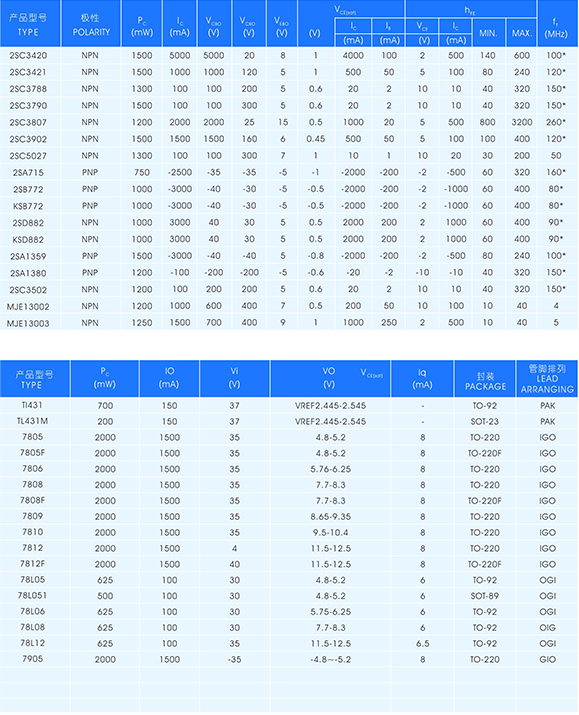 产品型号 极性 PC IC VCBO VCEO VEBO VCE(sat) hFE fT
TYPE POLARITY (mW) (mA) (V) (V) (V) (V) IC (mA) IB (mA) VCE (V) IC (mA) MIN. MAX. (MHz)
2SC3420 NPN 1500 5000 5000 20 8 1 4000 100 2 500 140 600 100*
2SC3421 NPN 1500 1000 1000 120 5 1 500 50 5 100 80 240 120*
2SC3788 NPN 1300 100 100 200 5 0.6 20 2 10 10 40 320 150*
2SC3790 NPN 1500 100 100 300 5 0.6 20 2 10 10 40 320 150*
2SC3807 NPN 1200 2000 2000 25 15 0.5 1000 20 5 500 800 3200 260*
2SC3902 NPN 1500 1500 1500 160 6 0.45 500 50 5 100 100 400 120*
2SC5027 NPN 1300 100 100 300 7 1 10 1 10 20 30 200 50
2SA715 PNP 750 -2500 -35 -35 -5 -1 -2000 -200 -2 -500 60 320 160*
2SB772 PNP 1000 -3000 -40 -30 -5 -0.5 -2000 -200 -2 -1000 60 400 80*
KSB772 PNP 1000 -3000 -40 -30 -5 -0.5 -2000 -200 -2 -1000 60 400 80*
2SD882 NPN 1000 3000 40 30 5 0.5 2000 200 2 1000 60 400 90*
KSD882 NPN 1000 3000 40 30 5 0.5 2000 200 2 1000 60 400 90*
2SA1359 PNP 1500 -3000 -40 -40 5 -0.8 -2000 -200 -2 -500 80 240 100*
2SA1380 PNP 1200 -100 -200 -200 -5 -0.6 -20 -2 -10 -10 40 320 150*
2SC3502 NPN 1200 100 200 200 5 0.6 20 2 10 10 40 320 150*
MJE13002 NPN 1200 1000 600 400 7 0.5 200 50 10 100 10 40 4
MJE13003 NPN 1250 1500 700 400 9 1 1000 250 2 500 10 40 5
产品型号 PC IO Vi VO VCE(sat) Iq 封装 管脚排列
TYPE (mW) (mA) (V) (V) (mA) PACKAGE LEAD ARRANGING
TI431 700 150 37 VREF2.445-2.545 - TO-92 PAK
TL431M 200 150 37 VREF2.445-2.545 - SOT-23 PAK
7805 2000 1500 35 4.8-5.2 8 TO-220 IGO
7805F 2000 1500 35 4.8-5.2 8 TO-220F IGO
7806 2000 1500 35 5.76-6.25 8 TO-220 IGO
7808 2000 1500 35 7.7-8.3 8 TO-220 IGO
7808F 2000 1500 35 7.7-8.3 8 TO-220F IGO
7809 2000 1500 35 8.65-9.35 8 TO-220 IGO
7810 2000 1500 35 9.5-10.4 8 TO-220 IGO
7812 2000 1500 4 11.5-12.5 8 TO-220 IGO
7812F 2000 1500 40 11.5-12.5 8 TO-220F IGO
78L05 625 100 30 4.8-5.2 6 TO-92 OGI
78L051 500 100 30 4.8-5.2 6 SOT-89 OGI
78L06 625 100 30 5.75-6.25 6 TO-92 OGI
78L08 625 100 30 7.7-8.3 6 TO-92 OIG
78L12 625 100 35 11.5-12.5 6.5 TO-92 OGI
7905 2000 1500 -35 -4.8~-5.2 8 TO-220 GIO